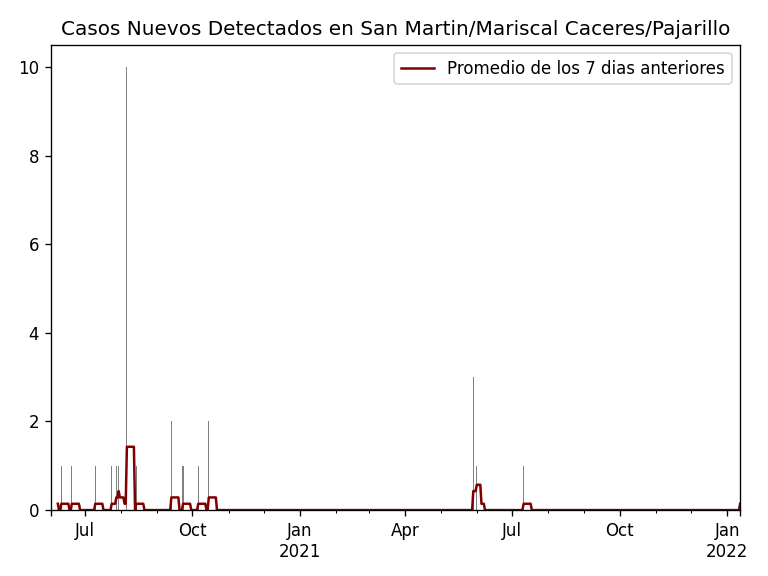 Casos Nuevos Detectados en San Martin/Mariscal Caceres/Pajarillo
Promedio de los 7 dias anteriores
10
8
6
4
2
0
Jul
Oct
Jan
2021
Apr
Jul
Oct
Jan
2022